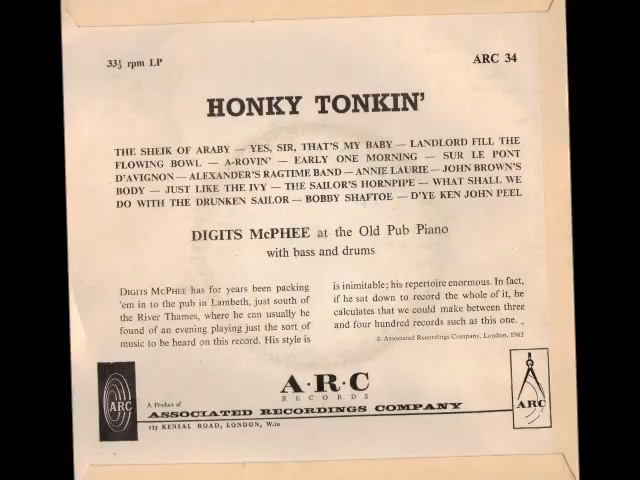 33⅓ rpm LP
ARC 34
HONKY TONKIN'
THE SHEIK OF ARABY — YES, SIR, THAT'S MY BABY — LANDLORD FILL THE
FLOWING BOWL — A-ROVIN' — EARLY ONE MORNING — SUR LE PONT
D'AVIGNON — ALEXANDER'S RAGTIME BAND — ANNIE LAURIE — JOHN BROWN'S
BODY — JUST LIKE THE IVY — THE SAILOR'S HORNPIPE — WHAT SHALL WE
DO WITH THE DRUNKEN SAILOR — BOBBY SHAFTOE — D'YE KEN JOHN PEEL
DIGITS McPHEE at the Old Pub Piano
with bass and drums
DIGITS MCPHEE has for years been packing
'em in to the pub in Lambeth, just south of
the River Thames, where he can usually be
found of an evening playing just the sort of
music to be heard on this record. His style is
is inimitable; his repertoire enormous. In fact,
if he sat down to record the whole of it, he
calculates that we could make between three
and four hundred records such as this one.
© Associated Recordings Company, London, 1963
ARC
A·R·C
RECORDS
A Product of
ASSOCIATED RECORDINGS COMPANY
127 KENSAL ROAD, LONDON, W.10
ARC